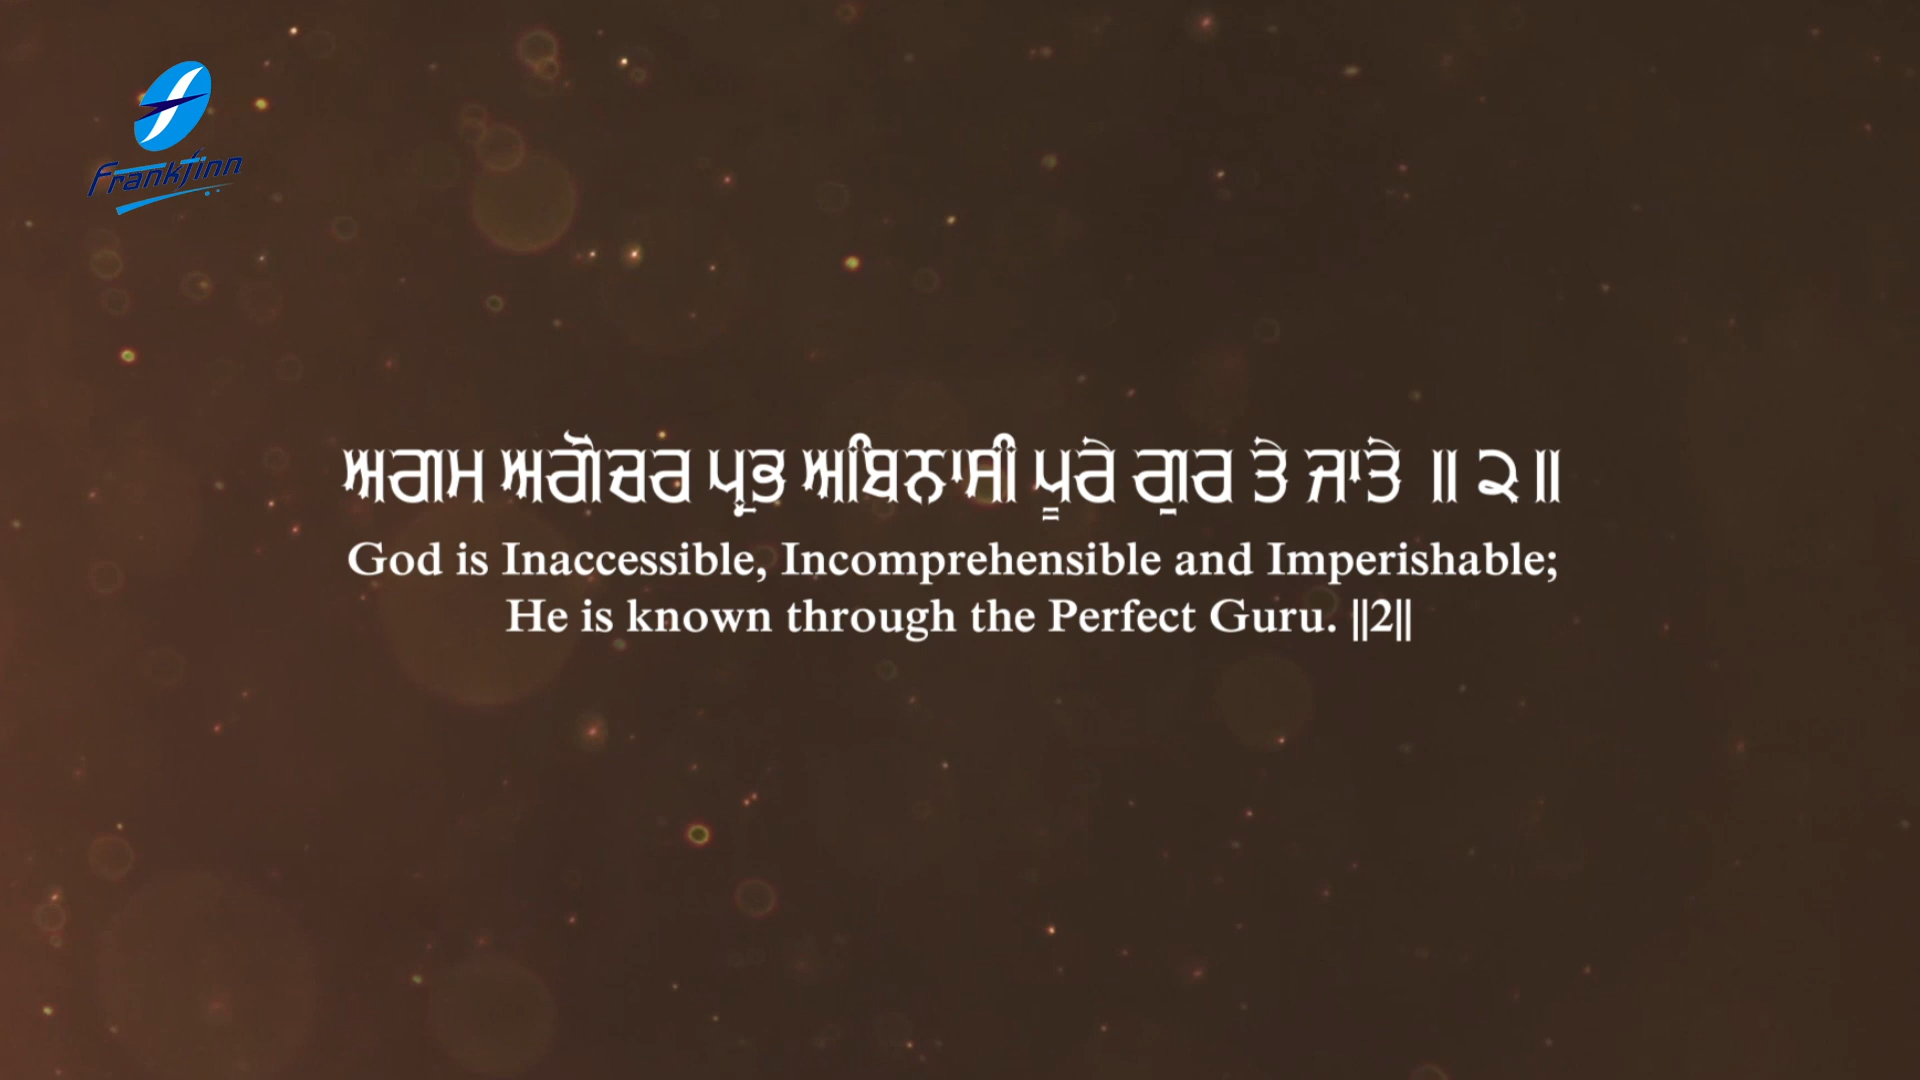 Frankfinn
ਅਗਮ ਅਗੋਚਰ ਪ੍ਰਭ ਅਬਿਨਾਸੀ ਪੂਰੇ ਗੁਰ ਤੇ ਜਾਤੇ ॥੨॥
God is Inaccessible, Incomprehensible and Imperishable;
He is known through the Perfect Guru. ||2||